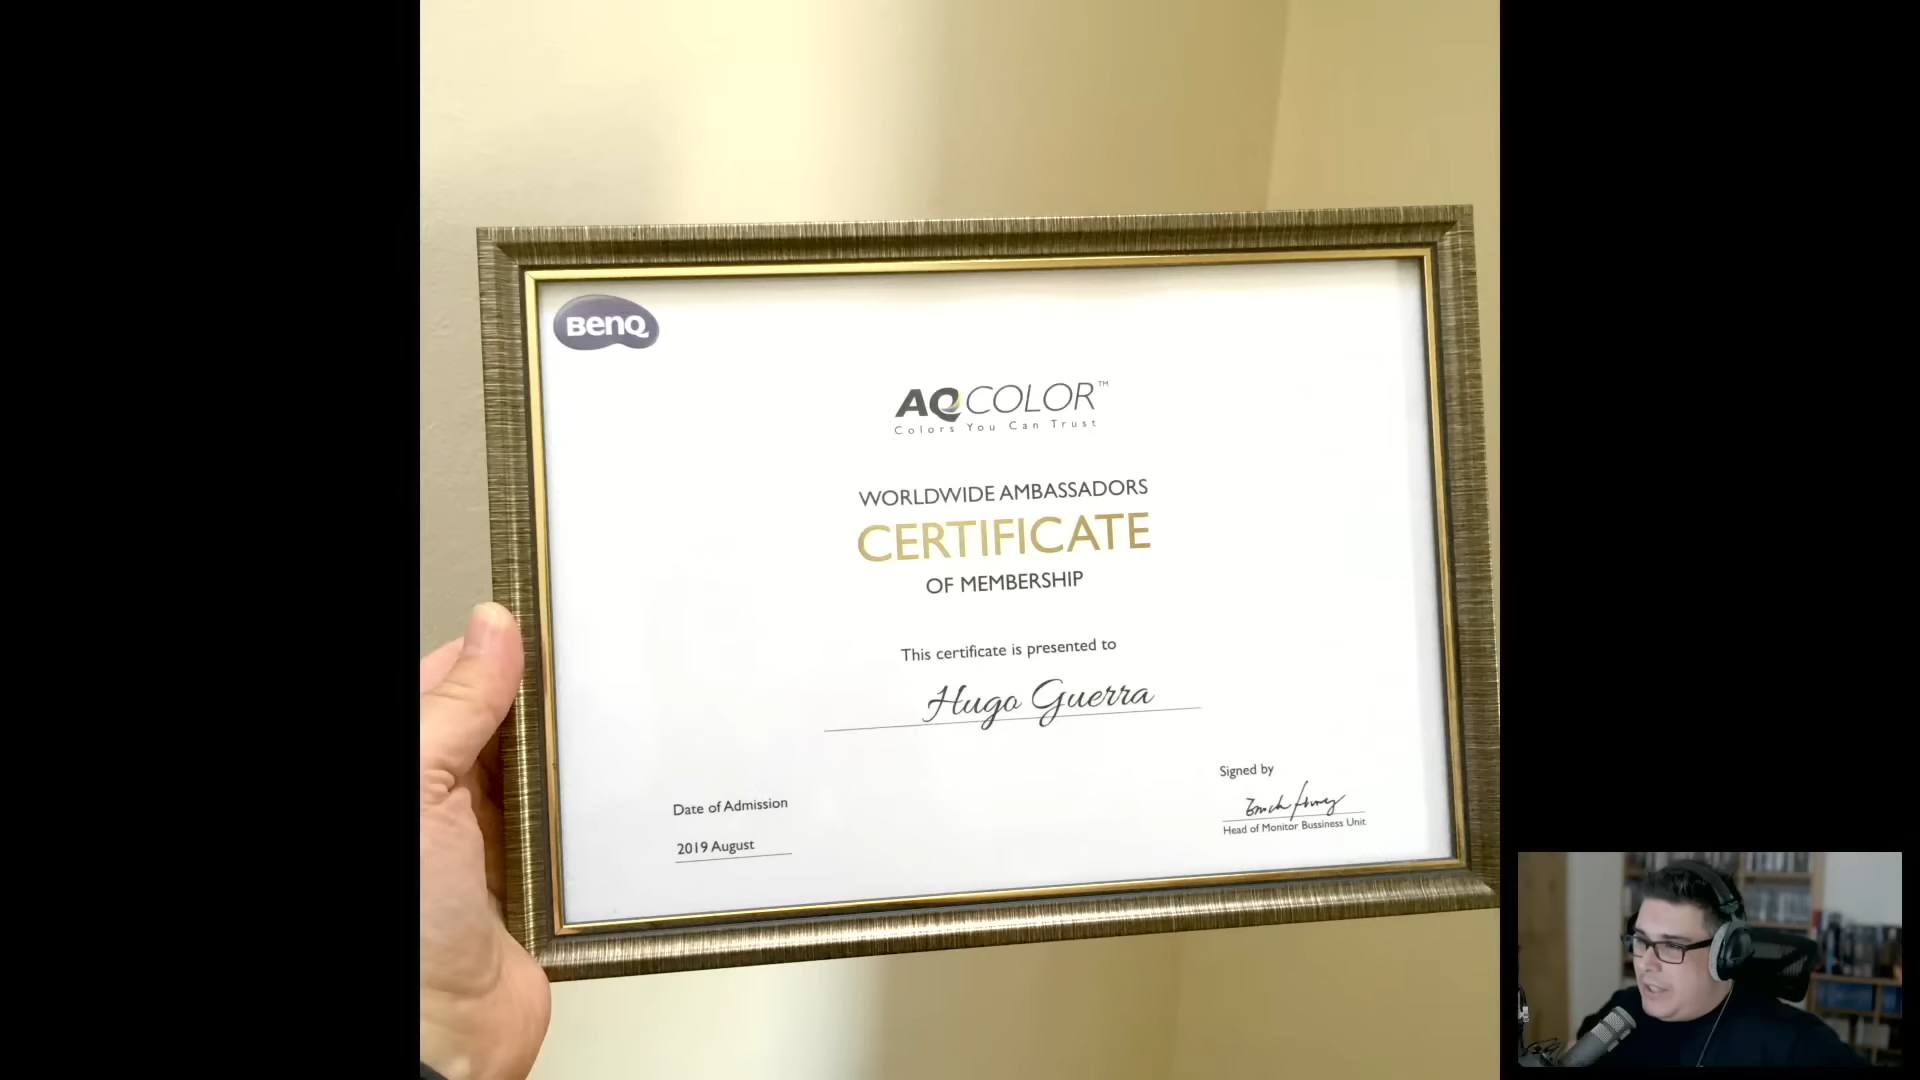 BenQ
AQCOLOR™
Colors You Can Trust
WORLDWIDE AMBASSADORS
CERTIFICATE
OF MEMBERSHIP
This certificate is presented to
Hugo Guerra
Signed by
Head of Monitor Bussiness Unit
Date of Admission
2019 August